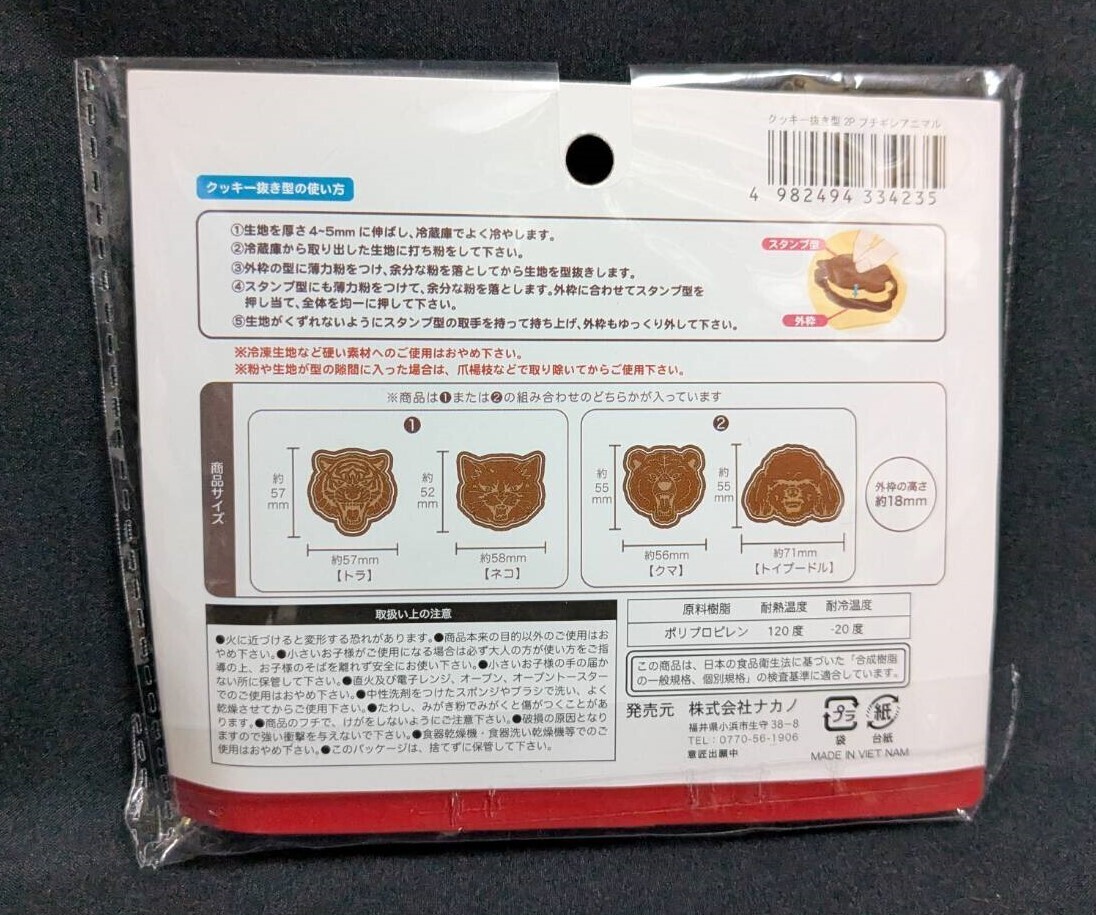 クッキー抜き型 2P プチギシアニマル
4 982494 334235
クッキー抜き型の使い方
①生地を厚さ4~5mmに伸ばし、冷蔵庫でよく冷やします。
②冷蔵庫から取り出した生地に打ち粉をして下さい。
③外枠の型に薄力粉をつけ、余分な粉を落としてから生地を型抜きします。
④スタンプ型にも薄力粉をつけて、余分な粉を落とします。外枠に合わせてスタンプ型を
押し当て、全体を均一に押して下さい。
⑤生地がくずれないようにスタンプ型の取手を持って持ち上げ、外枠もゆっくり外して下さい。
スタンプ型
外枠
※冷凍生地など硬い素材へのご使用はおやめ下さい。
※粉や生地が型の隙間に入った場合は、爪楊枝などで取り除いてからご使用下さい。
商品サイズ
※商品は❶または❷の組み合わせのどちらかが入っています
❶
約
57
mm
約57mm
【トラ】
約
52
mm
約58mm
【ネコ】
❷
約
55
mm
約56mm
【クマ】
約
55
mm
約71mm
【トイプードル】
外枠の高さ
約18mm
取扱い上の注意
●火に近づけると変形する恐れがあります。●商品本来の目的以外のご使用はお
やめ下さい。●小さいお子様がご使用になる場合は必ず大人の方が使い方をご指
導の上、お子様のそばを離れず安全にお使い下さい。●小さいお子様の手の届か
ない所に保管して下さい。●直火及び電子レンジ、オーブン、オーブントースター
でのご使用はおやめ下さい。●中性洗剤をつけたスポンジやブラシで洗い、よく
乾燥させてからご使用下さい。●たわし、みがき粉でみがくと傷がつくことがあ
ります。●商品のフチで、けがをしないようにご注意下さい。●破損の原因となり
ますので強い衝撃を与えないで下さい。●食器乾燥機・食器洗い乾燥機等でのご
使用はおやめ下さい。●このパッケージは、捨てずに保管して下さい。
原料樹脂 耐熱温度 耐冷温度
ポリプロピレン 120度 -20度
この商品は、日本の食品衛生法に基づいた「合成樹脂
の一般規格、個別規格」の検査基準に適合しています。
発売元 株式会社ナカノ
福井県小浜市生守38-8
TEL:0770-56-1906
意匠出願中
プラ
袋
紙
台紙
MADE IN VIET NAM